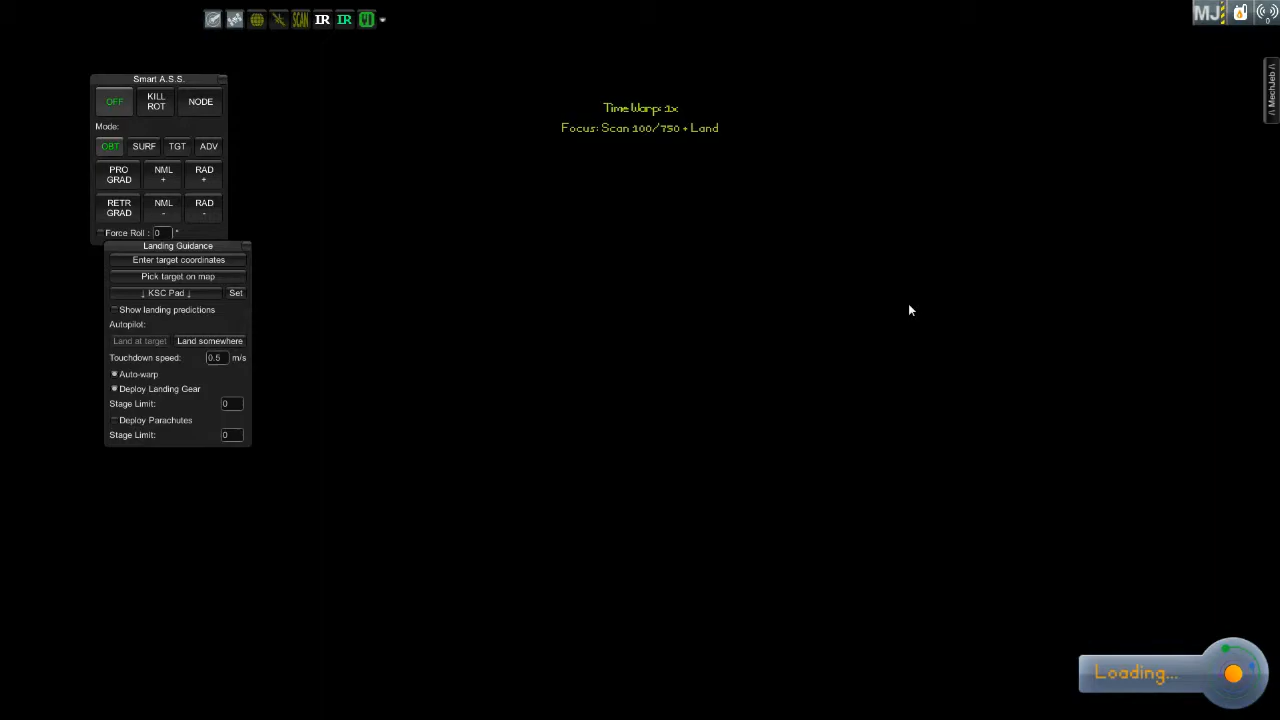 SCAN IR IR
MJ
0
/\ MechJeb /\
Time Warp: 1x
Focus: Scan 100/750 + Land
Smart A.S.S.
OFF KILL ROT NODE
Mode:
OBT SURF TGT ADV
PRO GRAD NML + RAD +
RETR GRAD NML - RAD -
Force Roll : 0 °
Landing Guidance
Enter target coordinates
Pick target on map
↓ KSC Pad ↓ Set
Show landing predictions
Autopilot:
Land at target Land somewhere
Touchdown speed: 0.5 m/s
Auto-warp
Deploy Landing Gear
Stage Limit: 0
Deploy Parachutes
Stage Limit: 0
Loading...